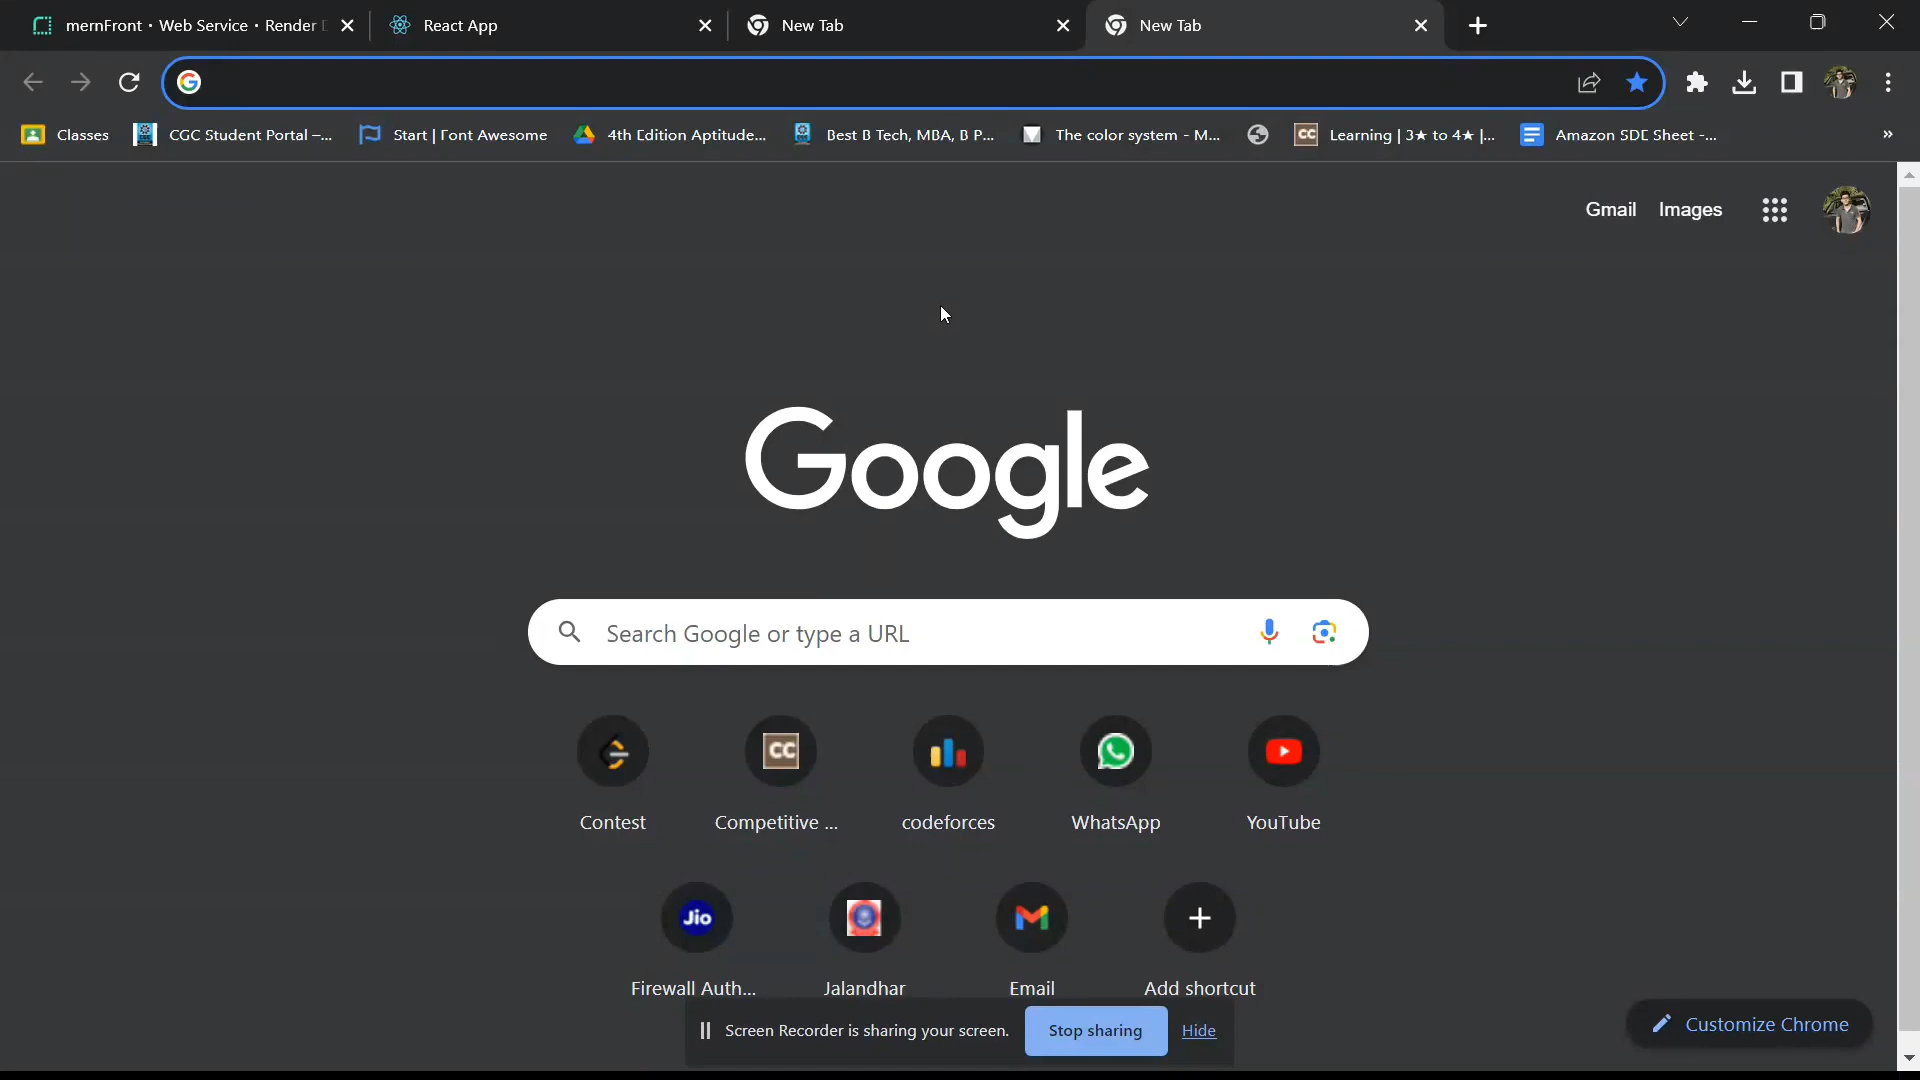 mernFront · Web Service · Render
React App
New Tab
New Tab
Classes
CGC Student Portal –...
Start | Font Awesome
4th Edition Aptitude...
Best B Tech, MBA, B P...
The color system - M...
CC
Learning | 3★ to 4★ |...
Amazon SDE Sheet -...
»
Gmail
Images
Google
Search Google or type a URL
CC
Contest
Competitive ...
codeforces
WhatsApp
YouTube
Jio
Firewall Auth...
Jalandhar
Email
Add shortcut
Screen Recorder is sharing your screen.
Stop sharing
Hide
Customize Chrome